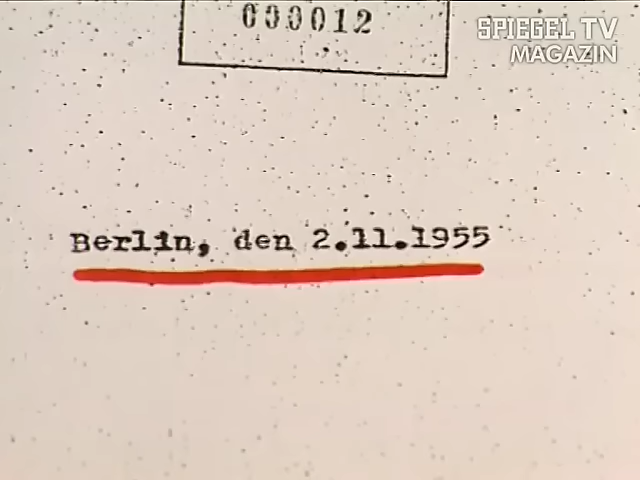 000012
SPIEGEL TV
MAGAZIN
Berlin, den 2.11.1955